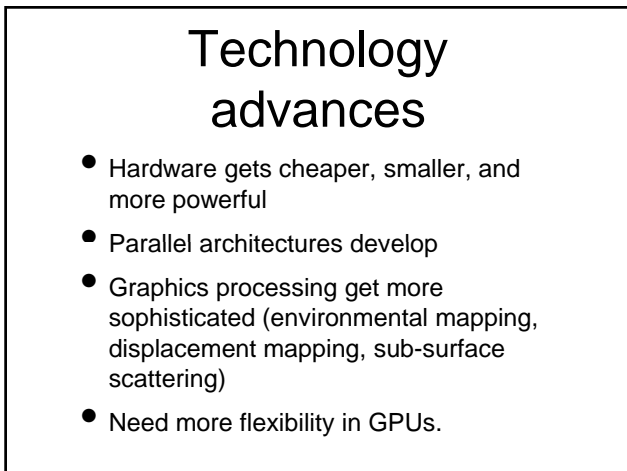 Technology
advances
• Hardware gets cheaper, smaller, and
more powerful
• Parallel architectures develop
• Graphics processing get more
sophisticated (environmental mapping,
displacement mapping, sub-surface
scattering)
• Need more flexibility in GPUs.